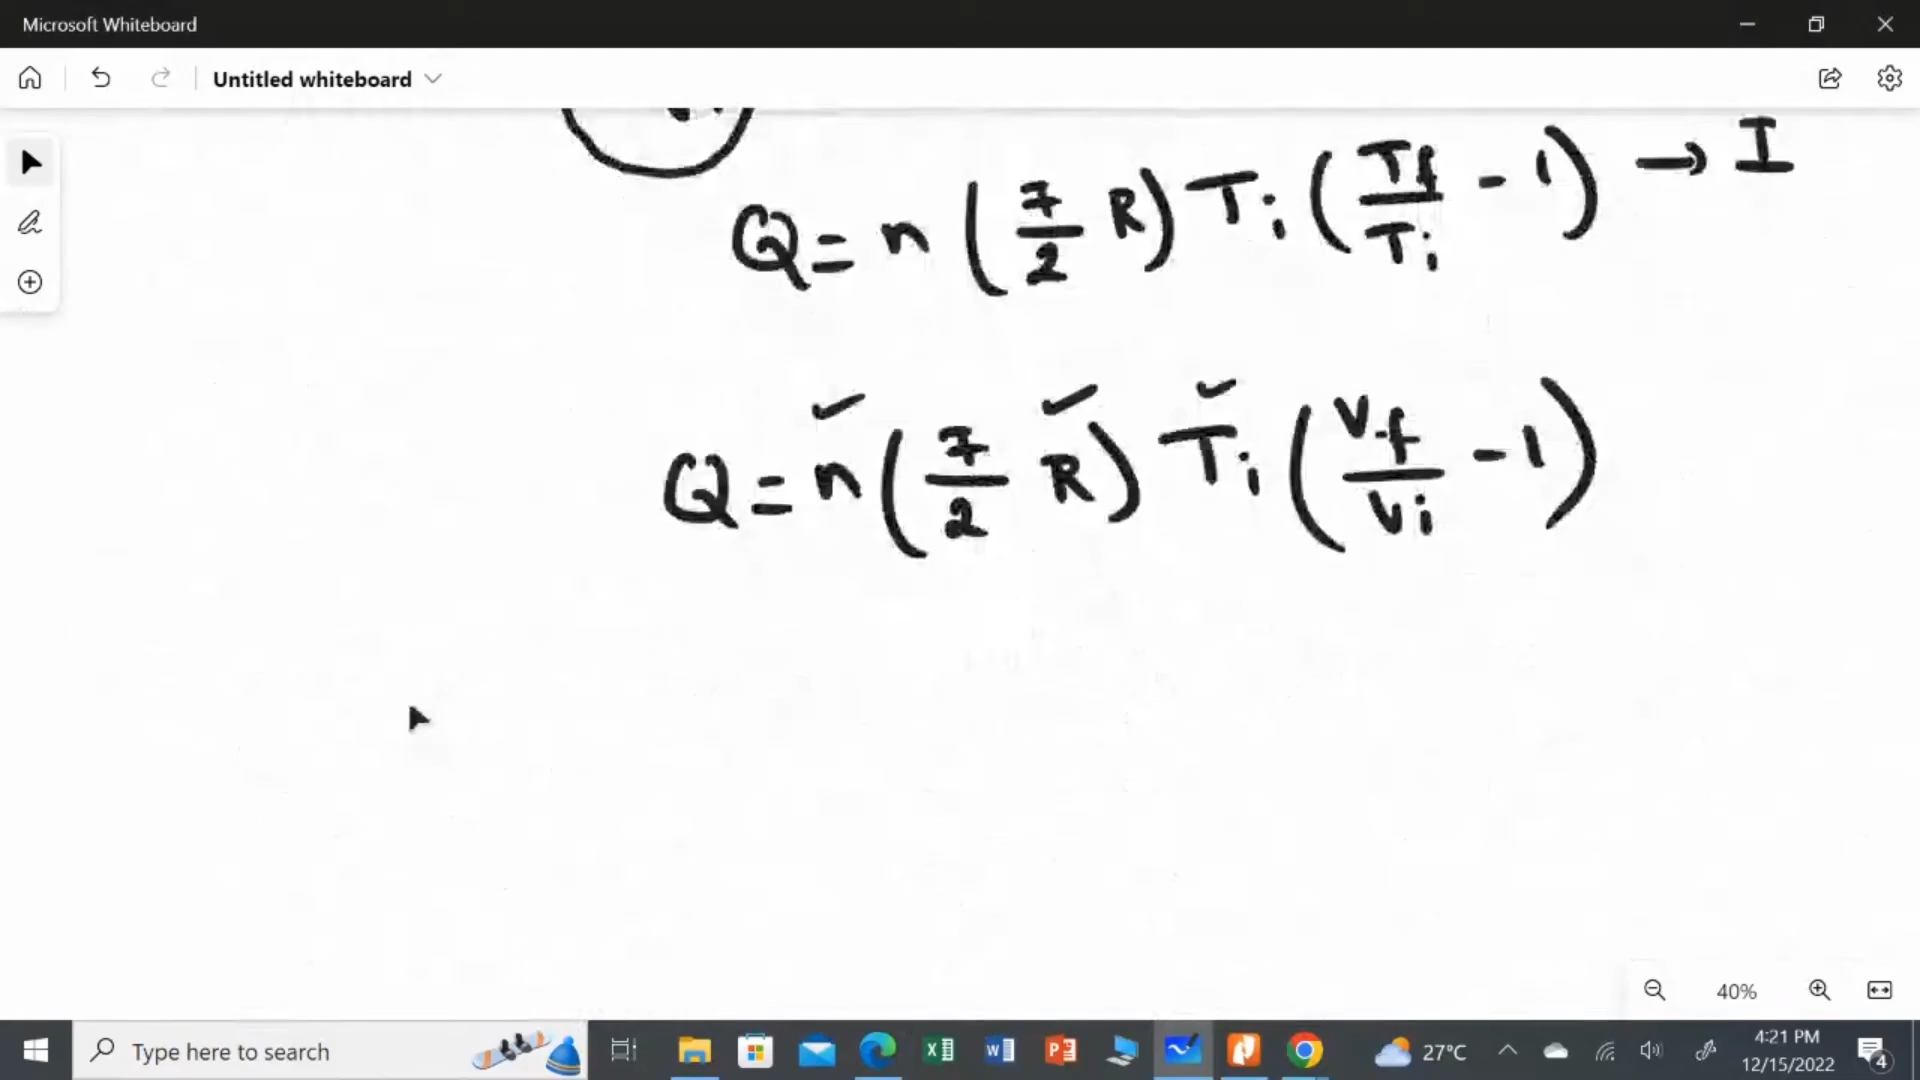 Microsoft Whiteboard
Untitled whiteboard
Q = n (7/2 R) Ti (Tf/Ti - 1) → I
✓ ✓ ✓
Q = n (7/2 R) Ti (Vf/Vi - 1)
40%
Type here to search
27°C
4:21 PM
12/15/2022
4